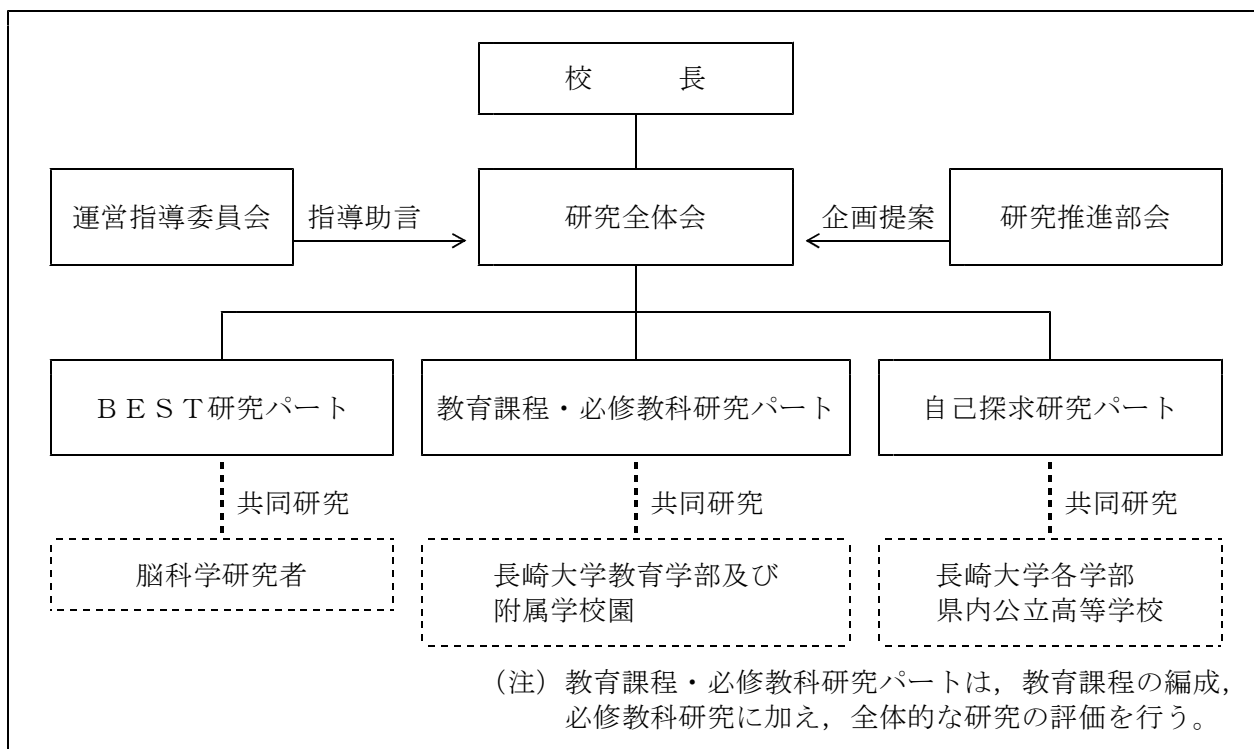 校　　　長
運営指導委員会
指導助言
研究全体会
企画提案
研究推進部会
ＢＥＳＴ研究パート
教育課程・必修教科研究パート
自己探求研究パート
共同研究
共同研究
共同研究
脳科学研究者
長崎大学教育学部及び
附属学校園
長崎大学各学部
県内公立高等学校
（注）教育課程・必修教科研究パートは，教育課程の編成，
必修教科研究に加え，全体的な研究の評価を行う。